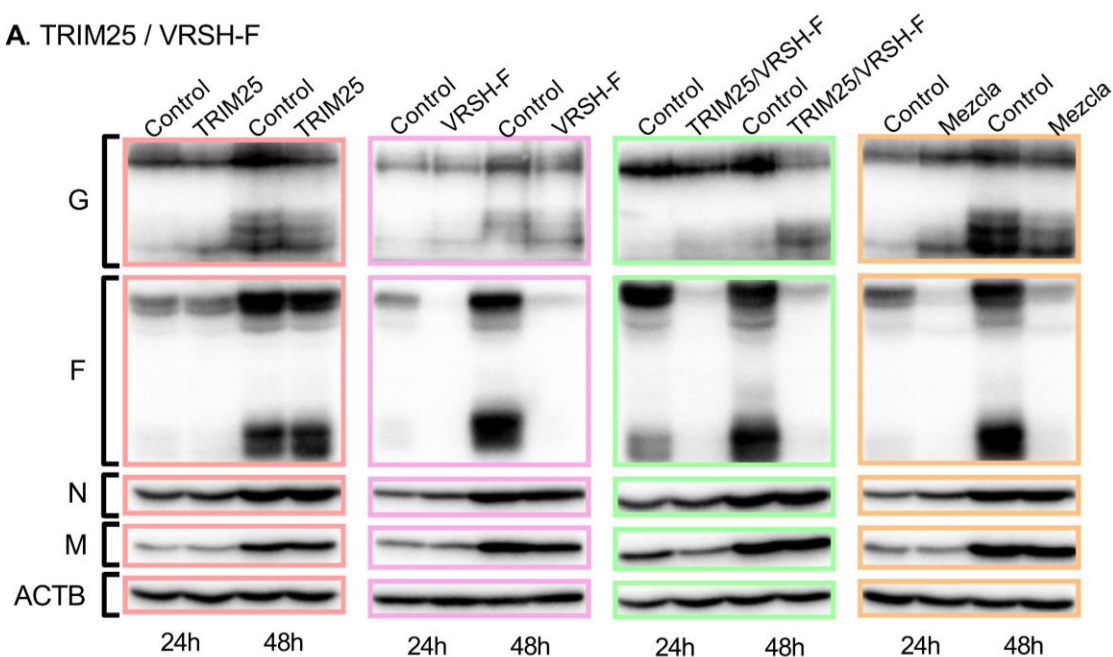 A. TRIM25 / VRSH-F
Control TRIM25 Control TRIM25
Control VRSH-F Control VRSH-F
Control TRIM25/VRSH-F Control TRIM25/VRSH-F
Control Mezcla Control Mezcla
G
F
N
M
ACTB
24h 48h 24h 48h 24h 48h 24h 48h